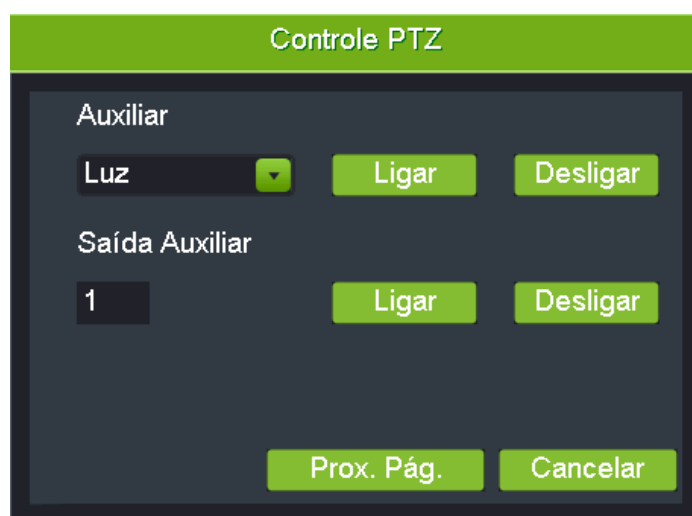 Controle PTZ
Auxiliar
Luz Ligar Desligar
Saída Auxiliar
1 Ligar Desligar
Prox. Pág. Cancelar